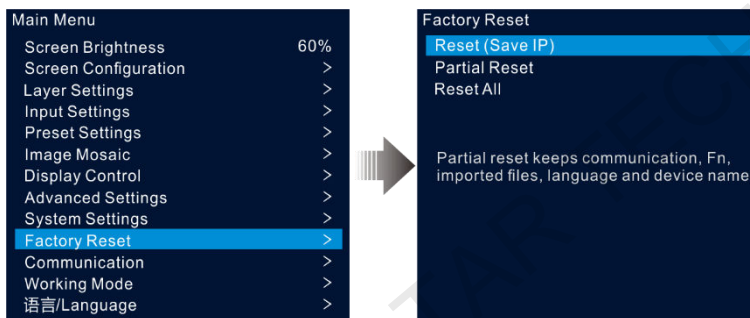 Main Menu
Screen Brightness 60%
Screen Configuration >
Layer Settings >
Input Settings >
Preset Settings >
Image Mosaic >
Display Control >
Advanced Settings >
System Settings >
Factory Reset >
Communication >
Working Mode >
语言/Language >
Factory Reset
Reset (Save IP)
Partial Reset
Reset All
Partial reset keeps communication, Fn,
imported files, language and device name